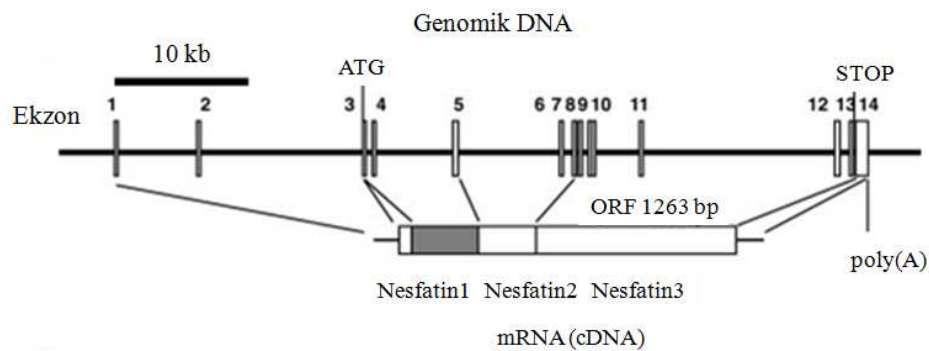 Genomik DNA
10 kb
ATG
STOP
Ekzon
1 2 3 4 5 6 7 8 9 10 11 12 13 14
ORF 1263 bp
poly(A)
Nesfatin1 Nesfatin2 Nesfatin3
mRNA (cDNA)